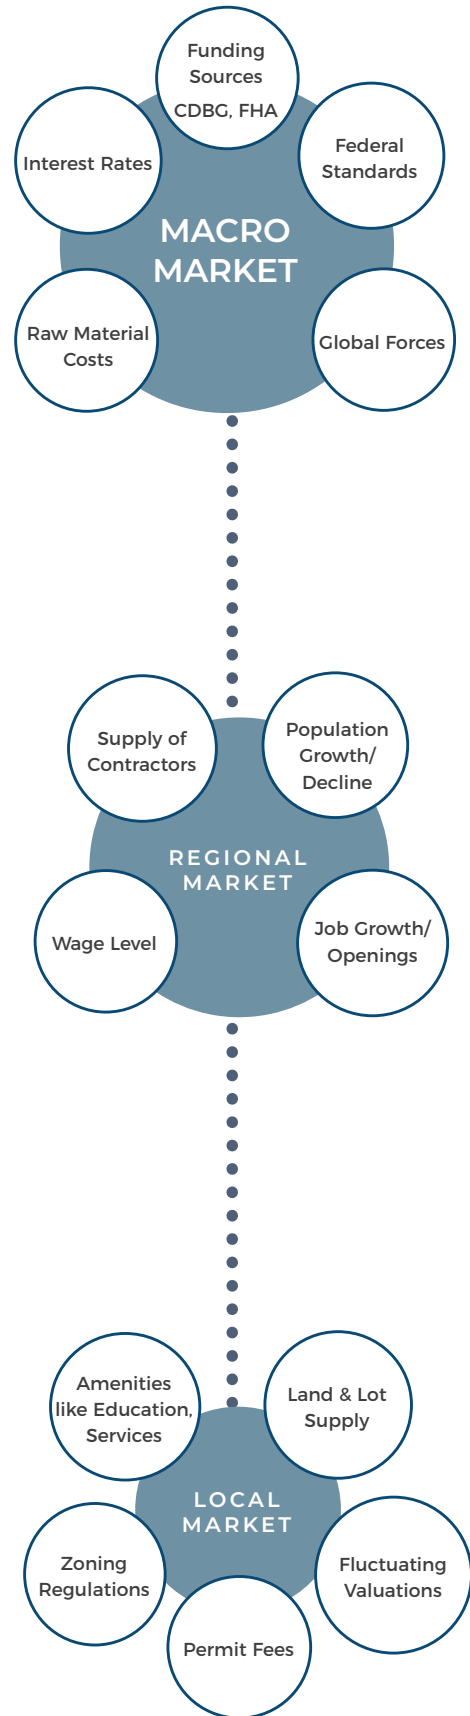 Funding
Sources
CDBG, FHA
Interest Rates
Federal
Standards
MACRO
MARKET
Raw Material
Costs
Global Forces
Supply of
Contractors
Population
Growth/
Decline
REGIONAL
MARKET
Wage Level
Job Growth/
Openings
Amenities
like Education,
Services
Land & Lot
Supply
LOCAL
MARKET
Zoning
Regulations
Fluctuating
Valuations
Permit Fees